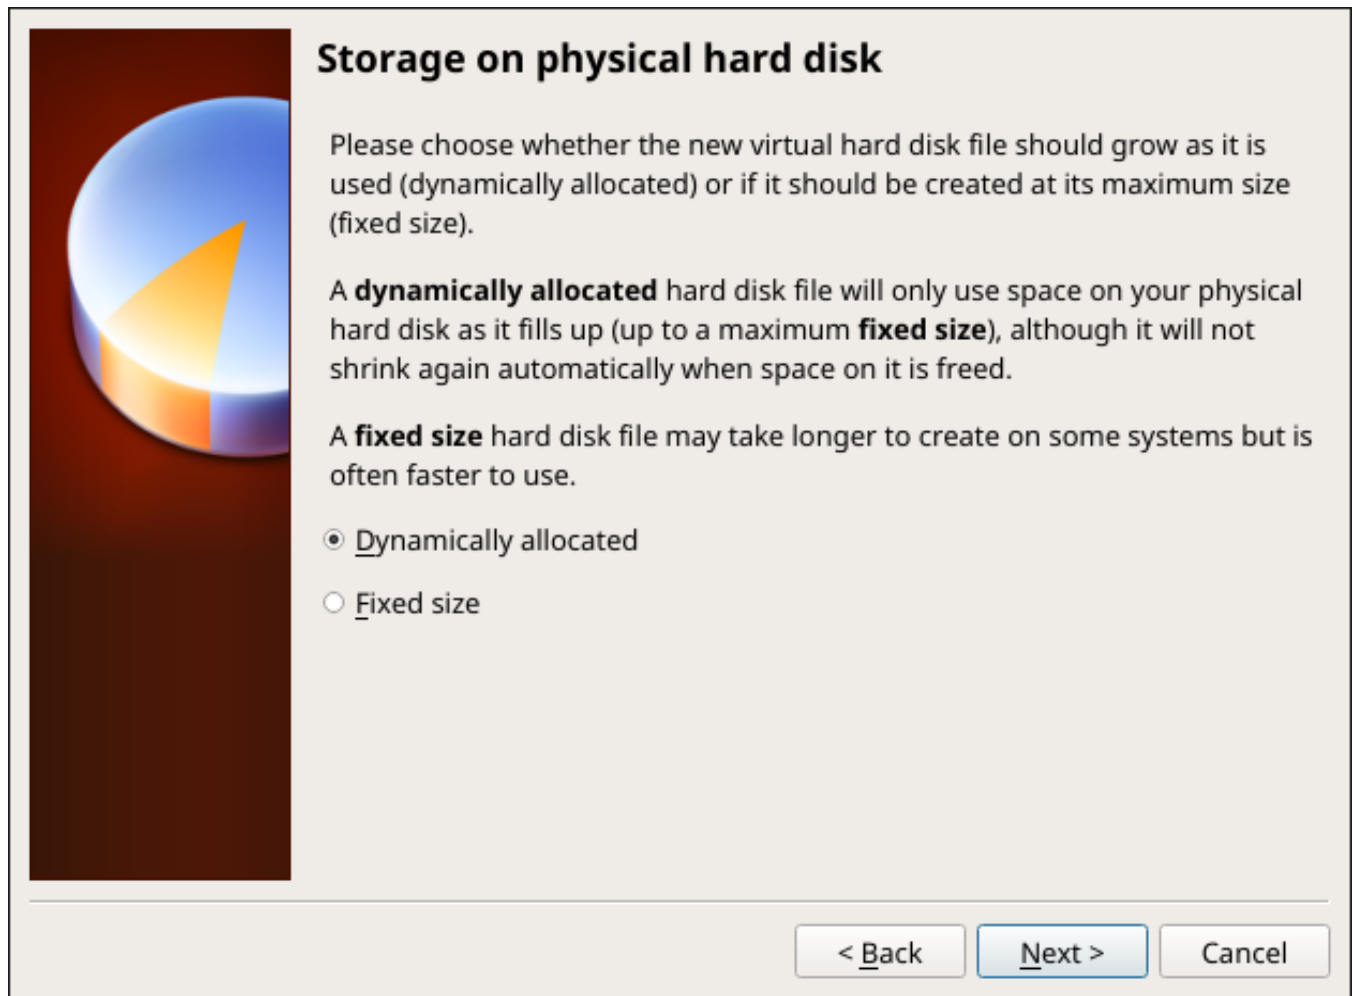 Storage on physical hard disk
Please choose whether the new virtual hard disk file should grow as it is
used (dynamically allocated) or if it should be created at its maximum size
(fixed size).
A dynamically allocated hard disk file will only use space on your physical
hard disk as it fills up (up to a maximum fixed size), although it will not
shrink again automatically when space on it is freed.
A fixed size hard disk file may take longer to create on some systems but is
often faster to use.
Dynamically allocated
Fixed size
< Back
Next >
Cancel